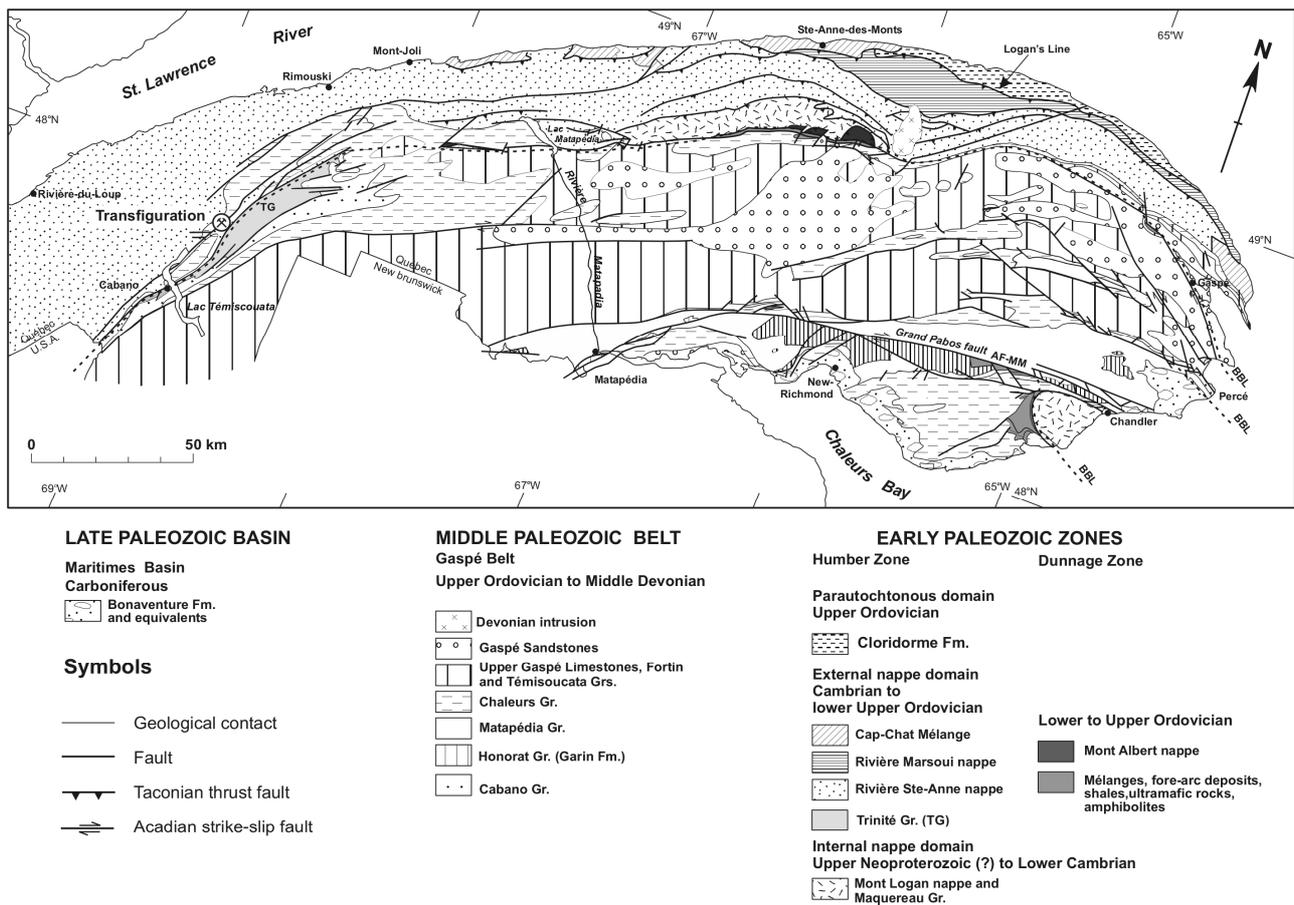 49°N
67°W
65°W
River
St. Lawrence
Ste-Anne-des-Monts
Mont-Joli
Logan's Line
N
Rimouski
48°N
Lac
Matapédia
Rivière-du-Loup
Rivière
Transfiguration
TG
49°N
Québec
New brunswick
Matapadia
Cabano
Gaspé
Lac Témiscouata
Québec
U.S.A.
Grand Pabos fault AF-MM
Matapédia
New-
Richmond
BBL
Percé
Chandler
BBL
0
50 km
Chaleurs Bay
BBL
69°W
67°W
65°W
48°N
LATE PALEOZOIC BASIN
Maritimes Basin
Carboniferous
Bonaventure Fm.
and equivalents
Symbols
Geological contact
Fault
Taconian thrust fault
Acadian strike-slip fault
MIDDLE PALEOZOIC BELT
Gaspé Belt
Upper Ordovician to Middle Devonian
Devonian intrusion
Gaspé Sandstones
Upper Gaspé Limestones, Fortin
and Témisoucata Grs.
Chaleurs Gr.
Matapédia Gr.
Honorat Gr. (Garin Fm.)
Cabano Gr.
EARLY PALEOZOIC ZONES
Humber Zone
Parautochtonous domain
Upper Ordovician
Cloridorme Fm.
External nappe domain
Cambrian to
lower Upper Ordovician
Cap-Chat Mélange
Rivière Marsoui nappe
Rivière Ste-Anne nappe
Trinité Gr. (TG)
Internal nappe domain
Upper Neoproterozoic (?) to Lower Cambrian
Mont Logan nappe and
Maquereau Gr.
Dunnage Zone
Lower to Upper Ordovician
Mont Albert nappe
Mélanges, fore-arc deposits,
shales,ultramafic rocks,
amphibolites